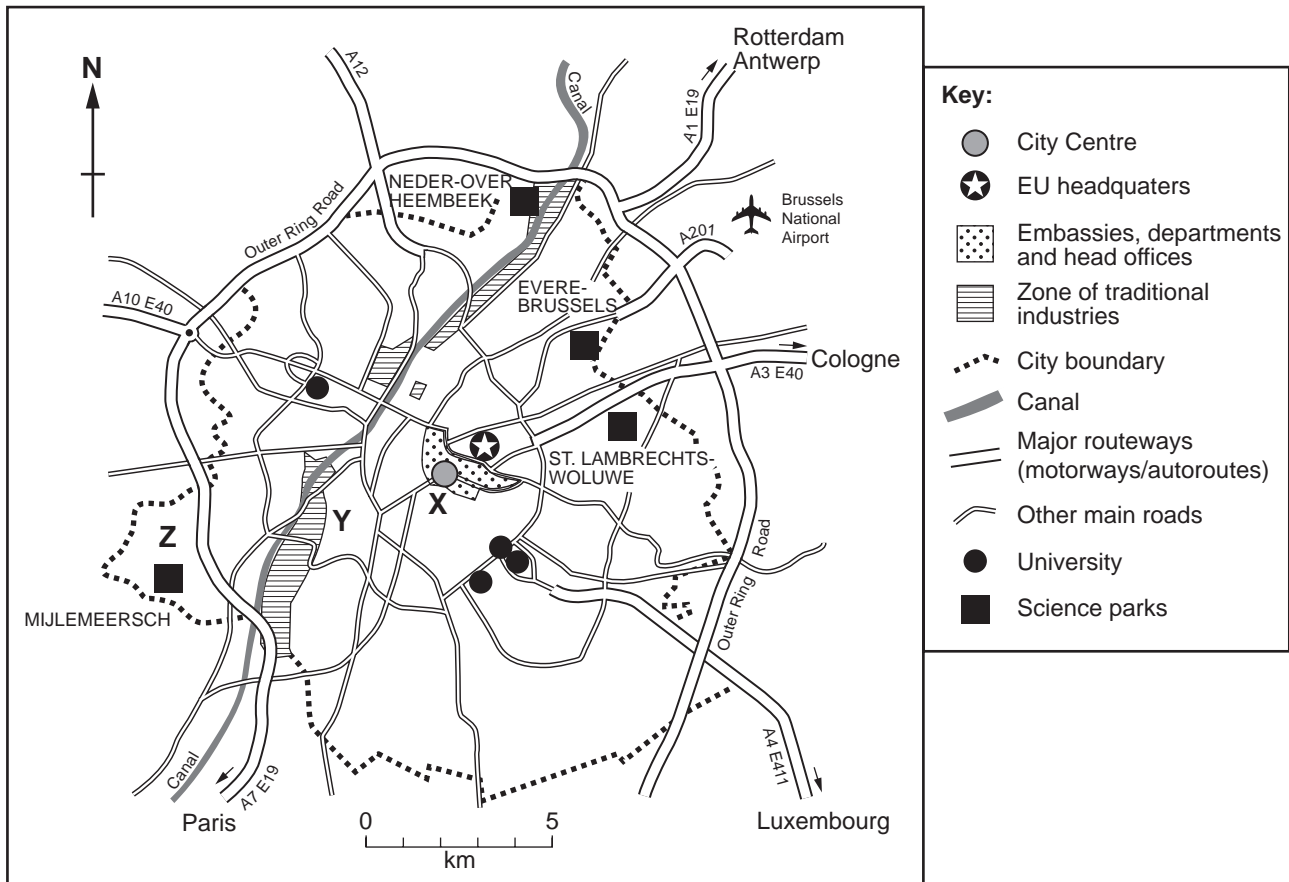 N
A12
Canal
Rotterdam
Antwerp
A1 E19
Outer Ring Road
NEDER-OVER
HEEMBEEK
Brussels
National
Airport
A201
A10 E40
EVERE-
BRUSSELS
Cologne
A3 E40
ST. LAMBRECHTS-
WOLUWE
X
Y
Z
MIJLEMEERSCH
Outer Ring Road
Canal
A7 E19
Paris
0 5
km
A4 E411
Luxembourg
Key:
City Centre
EU headquaters
Embassies, departments
and head offices
Zone of traditional
industries
City boundary
Canal
Major routeways
(motorways/autoroutes)
Other main roads
University
Science parks